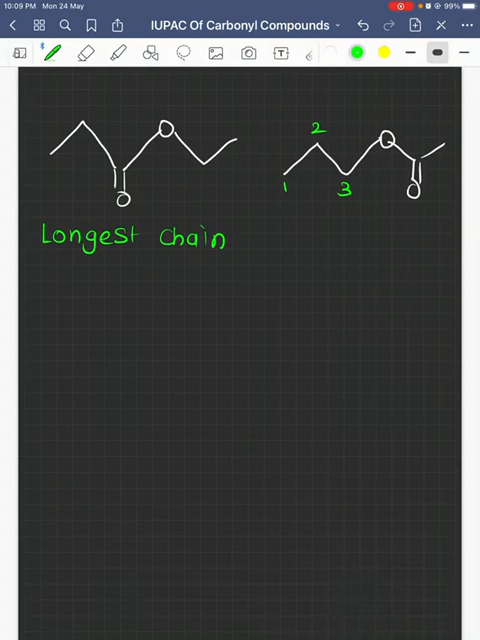 10:09 PM Mon 24 May 99%
IUPAC Of Carbonyl Compounds
O O
2
O O
1 3
Longest chain